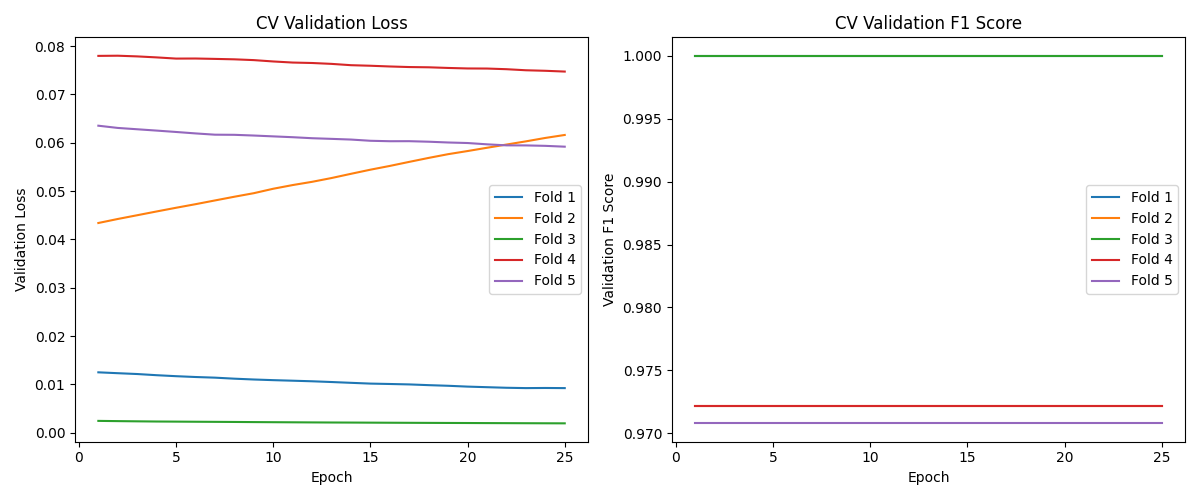 CV Validation Loss
0.08
0.07
0.06
0.05
0.04
0.03
0.02
0.01
0.00
Validation Loss
0
5
10
15
20
25
Epoch
Fold 1
Fold 2
Fold 3
Fold 4
Fold 5
CV Validation F1 Score
1.000
0.995
0.990
0.985
0.980
0.975
0.970
Validation F1 Score
0
5
10
15
20
25
Epoch
Fold 1
Fold 2
Fold 3
Fold 4
Fold 5